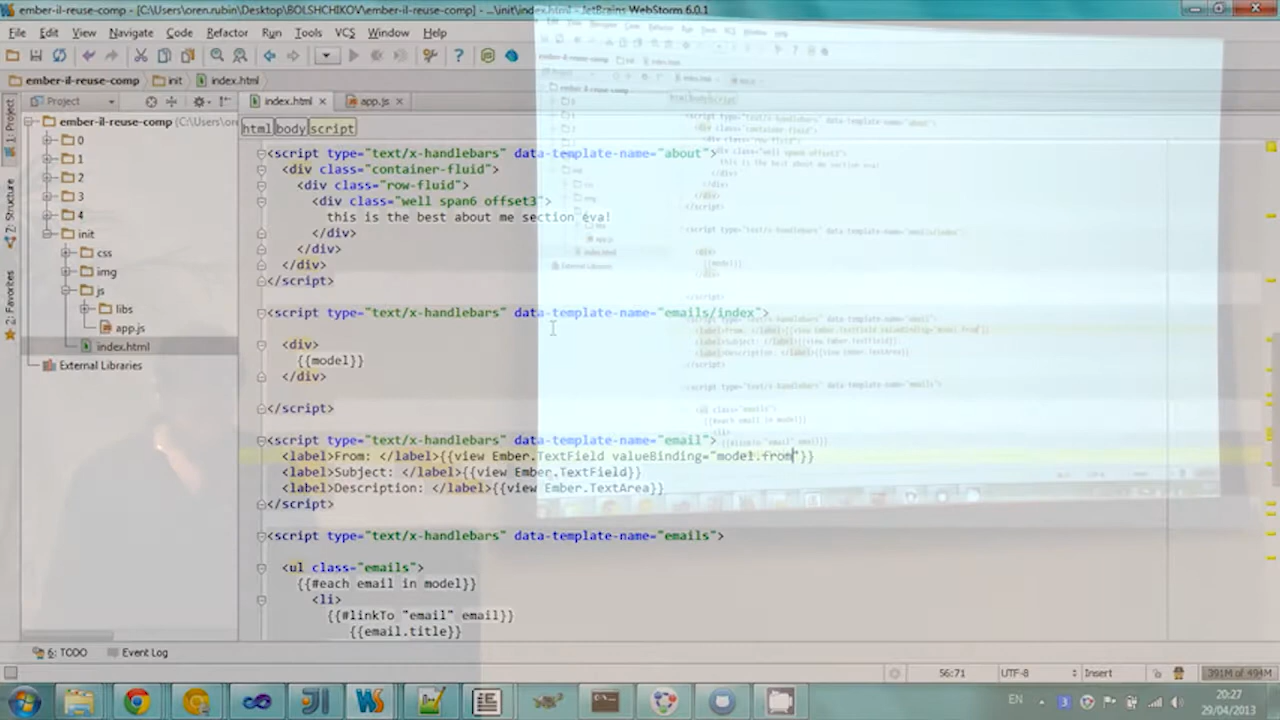 ember-il-reuse-comp - [C:\Users\oren.rubin\Desktop\BOLSHCHIKOV\ember-il-reuse-comp] - ...\init\index.html - JetBrains WebStorm 6.0.1
File Edit View Navigate Code Refactor Run Tools VCS Window Help
ember-il-reuse-comp init index.html
Project index.html app.js
1: Project
Z: Structure
2: Favorites
ember-il-reuse-comp (C:\Users\ore
0
1
2
3
4
init
css
img
js
libs
app.js
index.html
External Libraries
html body script
<script type="text/x-handlebars" data-template-name="about">
<div class="container-fluid">
<div class="row-fluid">
<div class="well span6 offset3">
this is the best about me section eva!
</div>
</div>
</div>
</script>
<script type="text/x-handlebars" data-template-name="emails/index">
<div>
{{model}}
</div>
</script>
<script type="text/x-handlebars" data-template-name="email">
<label>From: </label>{{view Ember.TextField valueBinding="model.from"}}
<label>Subject: </label>{{view Ember.TextField}}
<label>Description: </label>{{view Ember.TextArea}}
</script>
<script type="text/x-handlebars" data-template-name="emails">
<ul class="emails">
{{#each email in model}}
<li>
{{#linkTo "email" email}}
{{email.title}}
6: TODO Event Log
56:71 UTF-8 Insert 391M of 494M
EN 20:27
29/04/2013